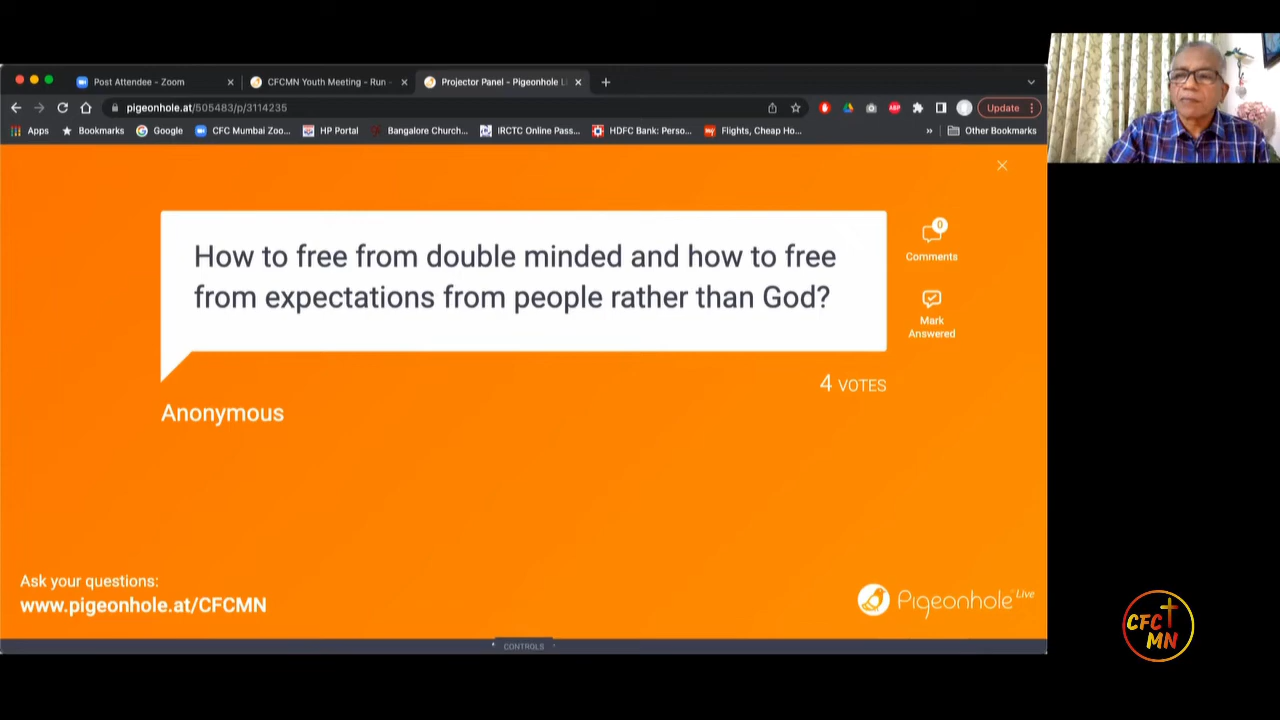 Post Attendee - Zoom
CFCMN Youth Meeting - Run -
Projector Panel - Pigeonhole Li
pigeonhole.at/505483/p/3114235
Update
Apps
Bookmarks
Google
CFC Mumbai Zoo...
HP Portal
Bangalore Church...
IRCTC Online Pass...
HDFC Bank: Perso...
Flights, Cheap Ho...
»
Other Bookmarks
How to free from double minded and how to free
from expectations from people rather than God?
0
Comments
Mark
Answered
4 VOTES
Anonymous
Ask your questions:
www.pigeonhole.at/CFCMN
Pigeonhole Live
CONTROLS
CFC
MN